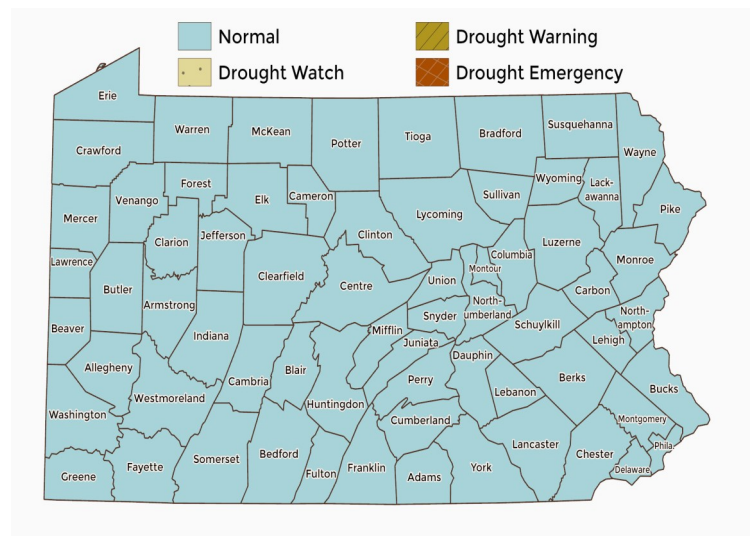 Normal
Drought Warning
Drought Watch
Drought Emergency
Erie
Crawford
Warren
McKean
Potter
Tioga
Bradford
Susquehanna
Wayne
Wyoming
Lack-
awanna
Pike
Mercer
Venango
Forest
Elk
Cameron
Clinton
Lycoming
Sullivan
Clarion
Jefferson
Lawrence
Butler
Armstrong
Clearfield
Centre
Union
Montour
Columbia
Luzerne
Monroe
Carbon
Beaver
Indiana
Snyder
North-
umberland
Schuylkill
North-
ampton
Lehigh
Allegheny
Westmoreland
Cambria
Blair
Huntingdon
Mifflin
Juniata
Perry
Dauphin
Lebanon
Berks
Bucks
Washington
Cumberland
Montgomery
Phila.
Greene
Fayette
Somerset
Bedford
Fulton
Franklin
Adams
York
Lancaster
Chester
Delaware